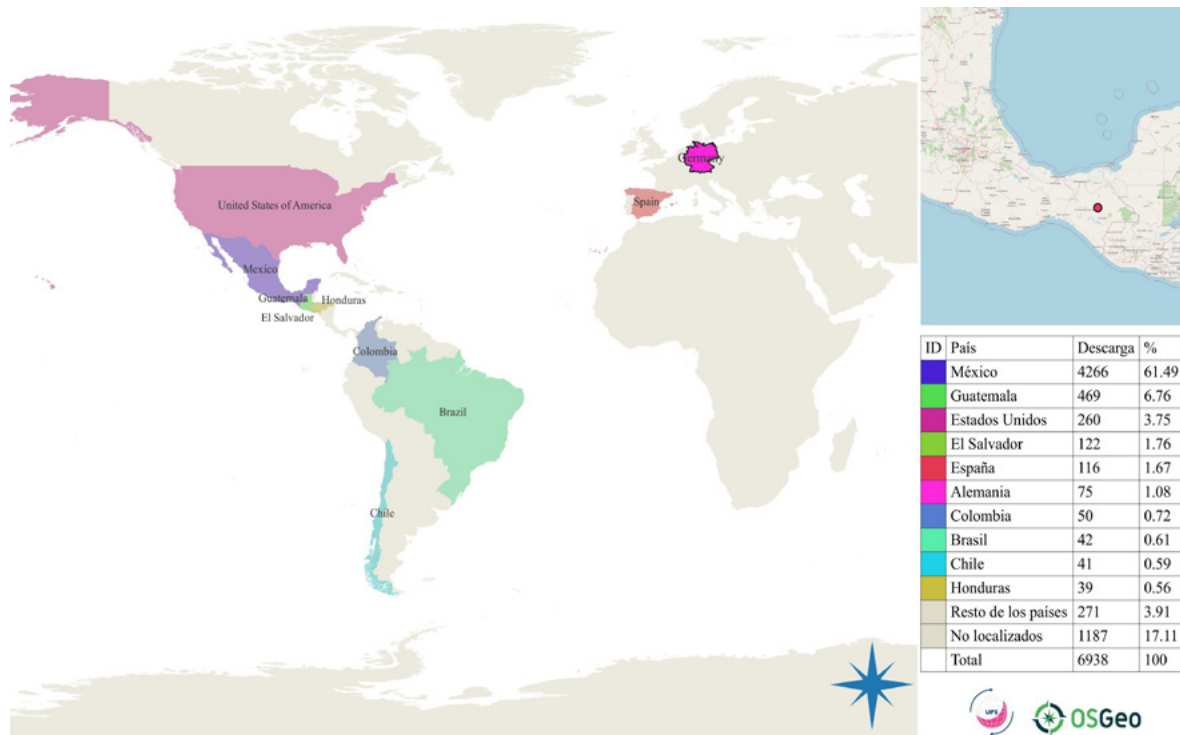 Germany
Spain
United States of America
Mexico
Guatemala
Honduras
El Salvador
Colombia
Brazil
Chile
ID País Descarga %
México 4266 61.49
Guatemala 469 6.76
Estados Unidos 260 3.75
El Salvador 122 1.76
España 116 1.67
Alemania 75 1.08
Colombia 50 0.72
Brasil 42 0.61
Chile 41 0.59
Honduras 39 0.56
Resto de los países 271 3.91
No localizados 1187 17.11
Total 6938 100
OSGeo